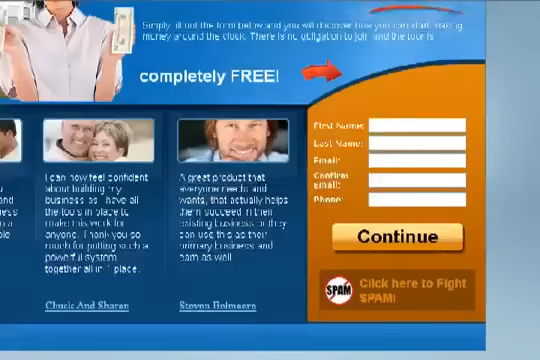 Simply fill out the form below and you will discover how you can start making
money around the clock. There is no obligation to join and the tour is
completely FREE!
I can now feel confident
about building my
business as I have all
the tools in place to
make this work for
anyone. Thank you so
much for putting such a
powerful system
together all in 1 place.
Chuck And Sharon
A great product that
everyone needs and
wants, that actually helps
them succeed in their
existing business or they
can use this as their
primary business and
earn as well.
Steven
First Name:
Last Name:
Email:
Confirm
email:
Phone:
Continue
SPAM
Click here to Fight
SPAM!